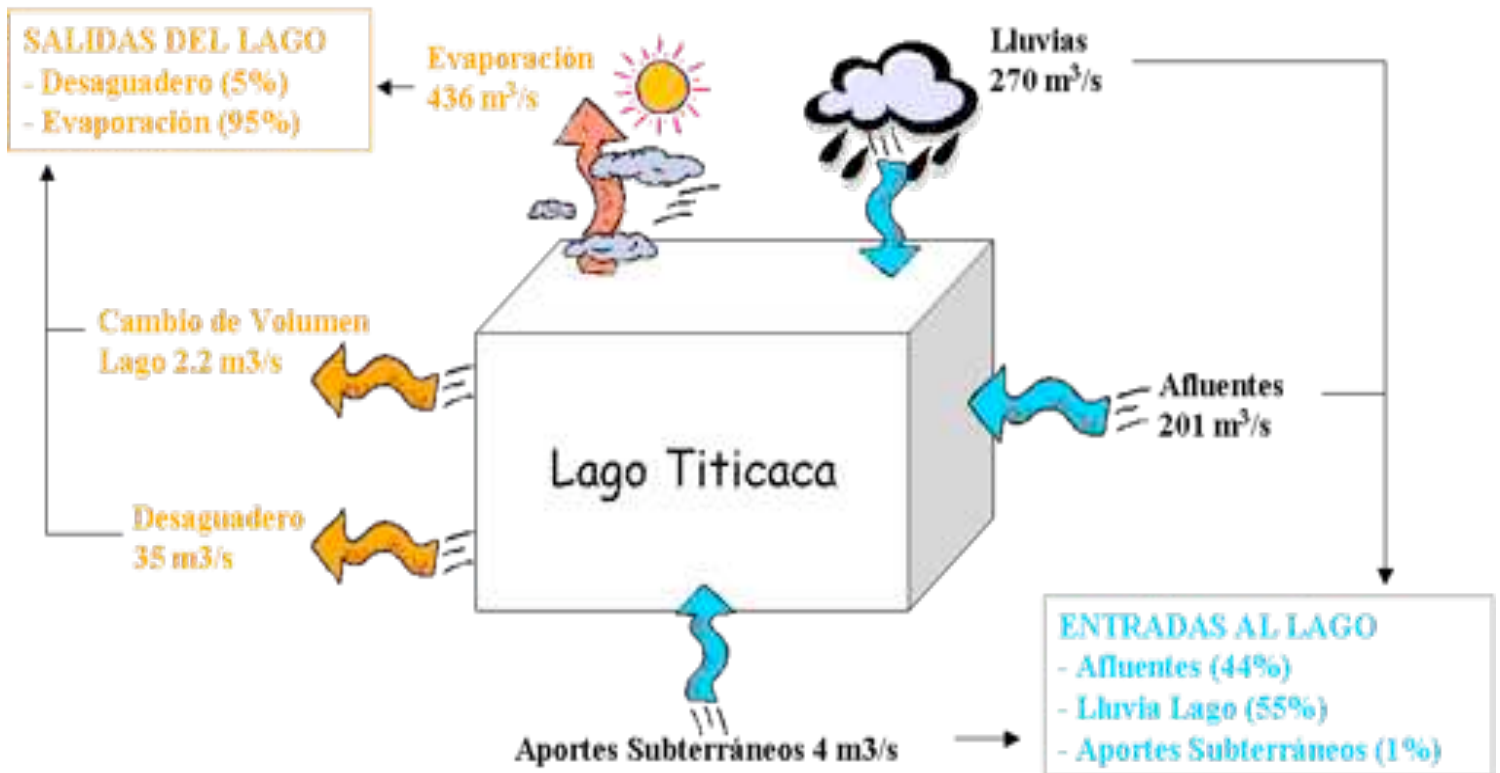 SALIDAS DEL LAGO
- Desaguadero (5%)
- Evaporación (95%)
Evaporación
436 m³/s
Lluvias
270 m³/s
Cambio de Volumen
Lago 2.2 m3/s
Afluentes
201 m³/s
Lago Titicaca
Desaguadero
35 m3/s
ENTRADAS AL LAGO
- Afluentes (44%)
- Lluvia Lago (55%)
- Aportes Subterráneos (1%)
Aportes Subterráneos 4 m3/s